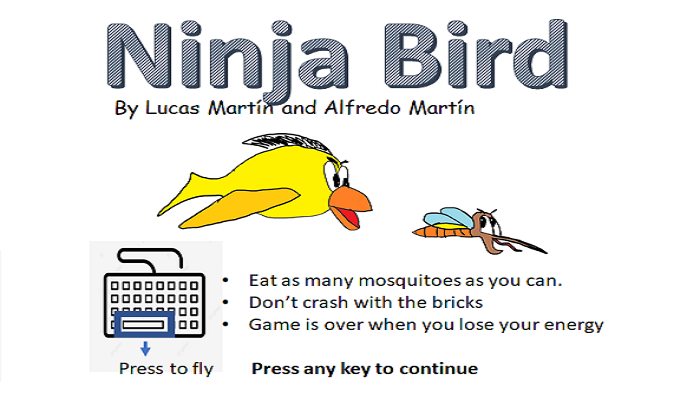 Ninja Bird
By Lucas Martín and Alfredo Martín
• Eat as many mosquitoes as you can.
• Don’t crash with the bricks
• Game is over when you lose your energy
Press to fly
Press any key to continue